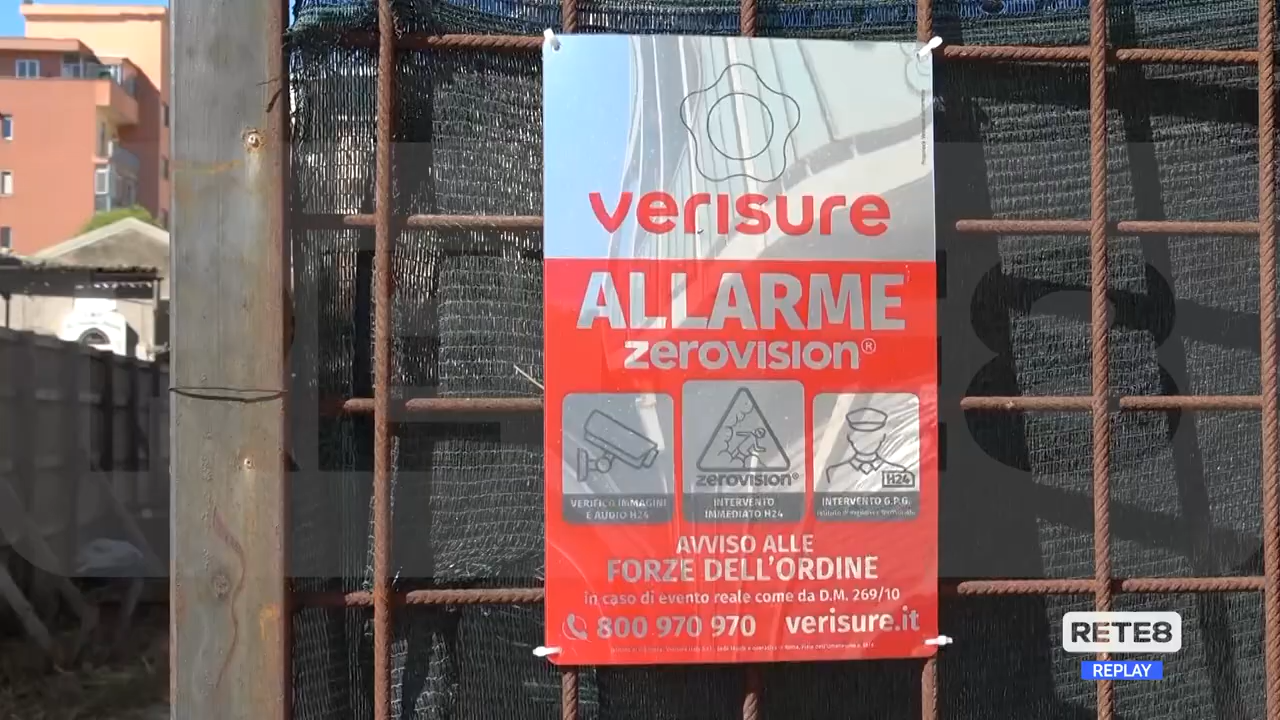 verisure
ALLARME
zerovision®
zerovision®
VERIFICO IMMAGINI
E AUDIO H24
INTERVENTO
IMMEDIATO H24
H24
INTERVENTO G.P.G.
AVVISO ALLE
FORZE DELL'ORDINE
in caso di evento reale come da D.M. 269/10
800 970 970 verisure.it
RETE8
REPLAY